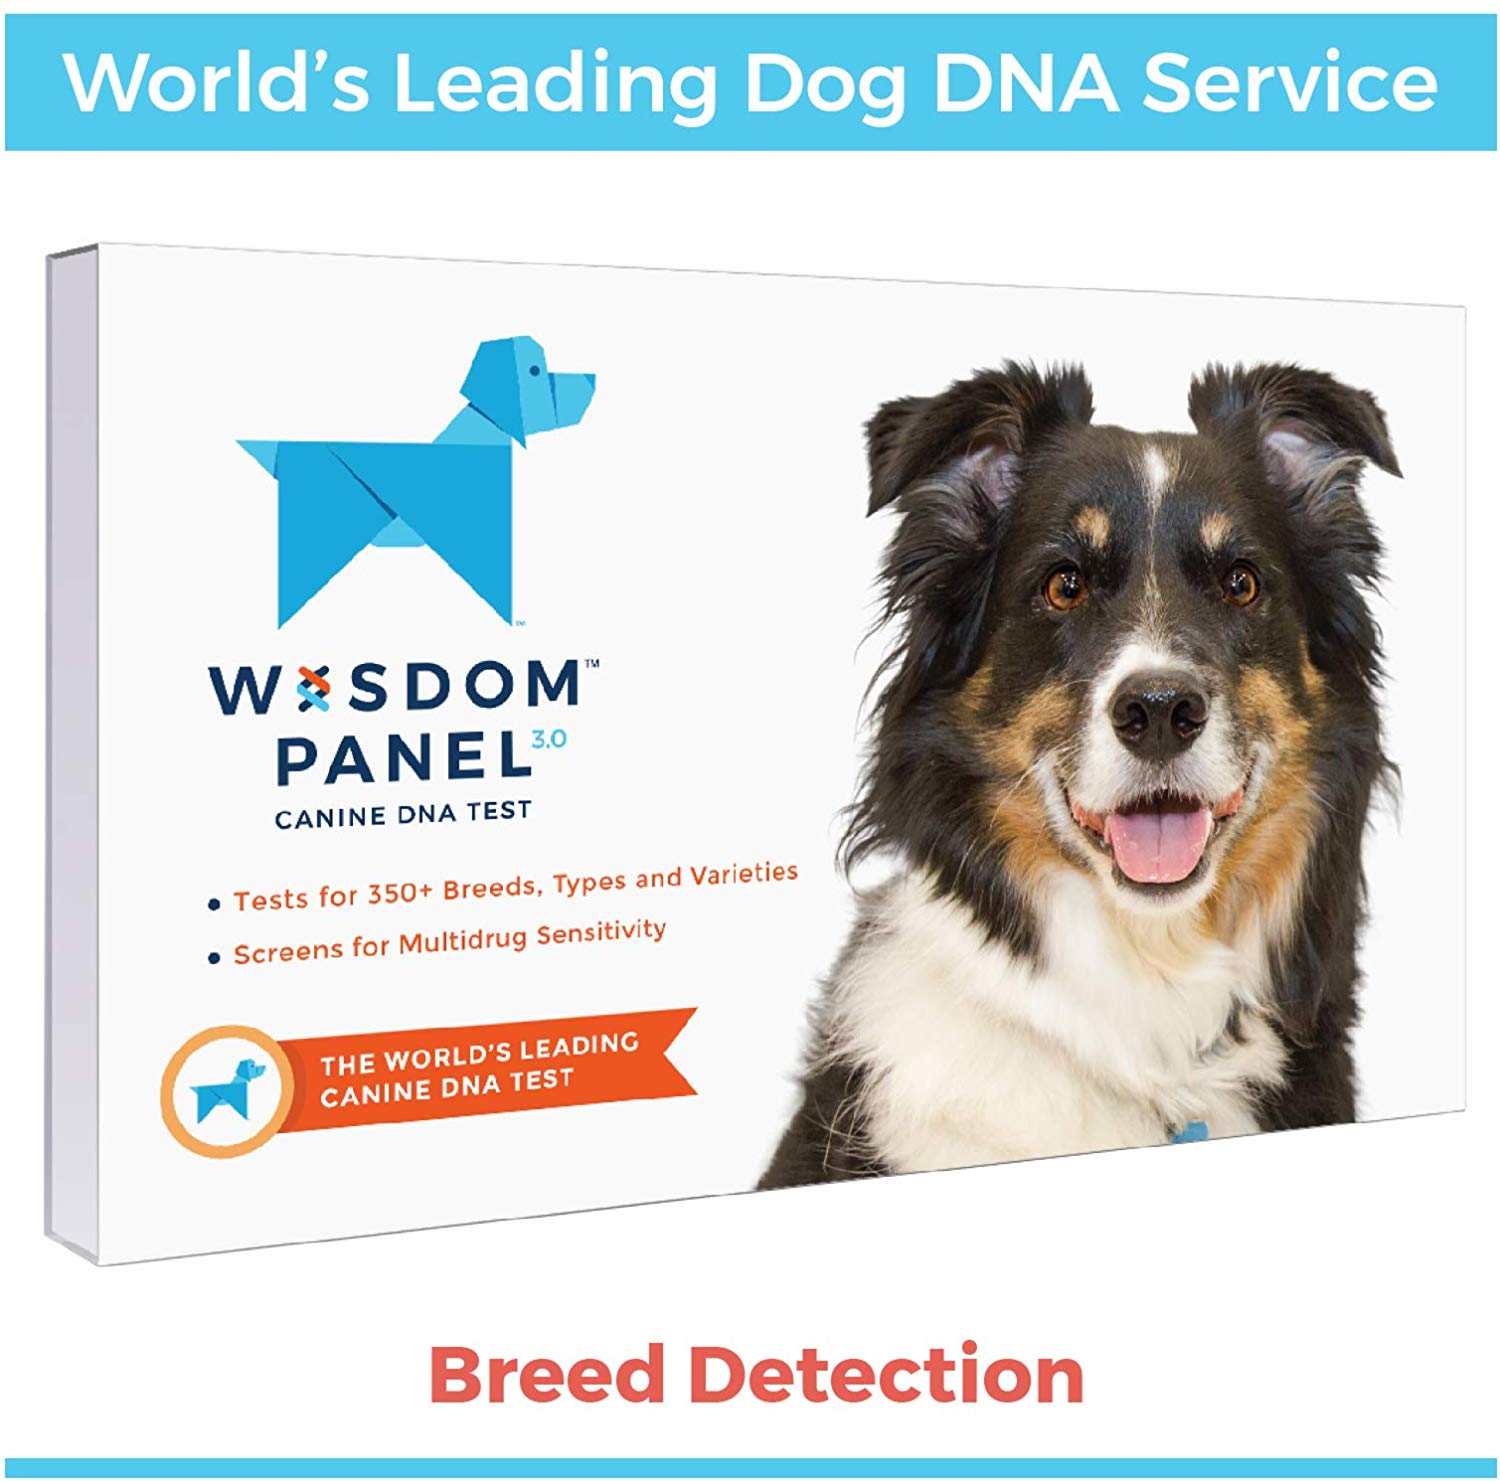 World's Leading Dog DNA Service
WISDOM™
PANEL 3.0
CANINE DNA TEST
• Tests for 350+ Breeds, Types and Varieties
• Screens for Multidrug Sensitivity
THE WORLD'S LEADING
CANINE DNA TEST
Breed Detection